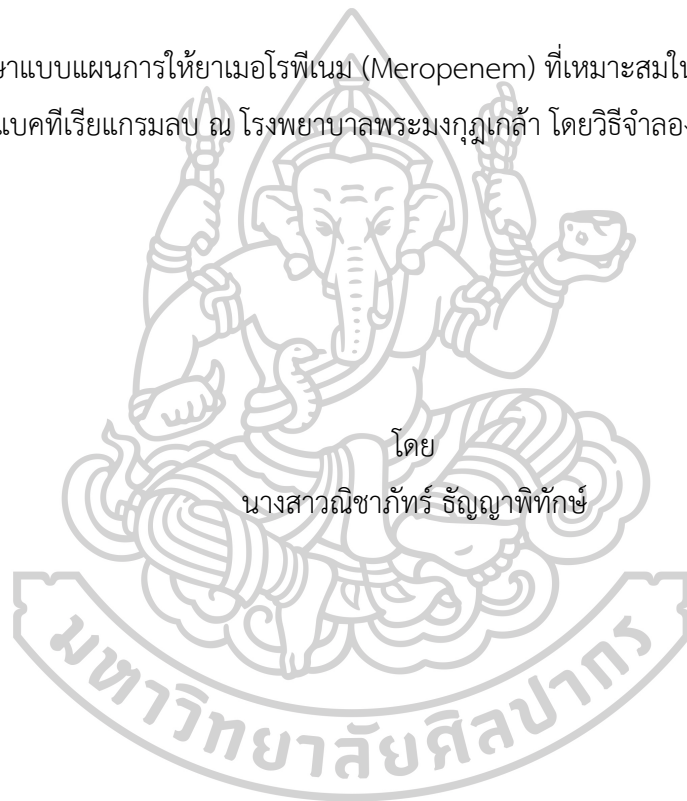 ษาแบบแผนการให้ยาเมอโรพีเนม (Meropenem) ที่เหมาะสมใน
แบคทีเรียแกรมลบ ณ โรงพยาบาลพระมงกุฎเกล้า โดยวิธีจำลอง
โดย
นางสาวณิชาภัทร์ ธัญญาพิทักษ์
มหาวิทยาลัยศิลปากร